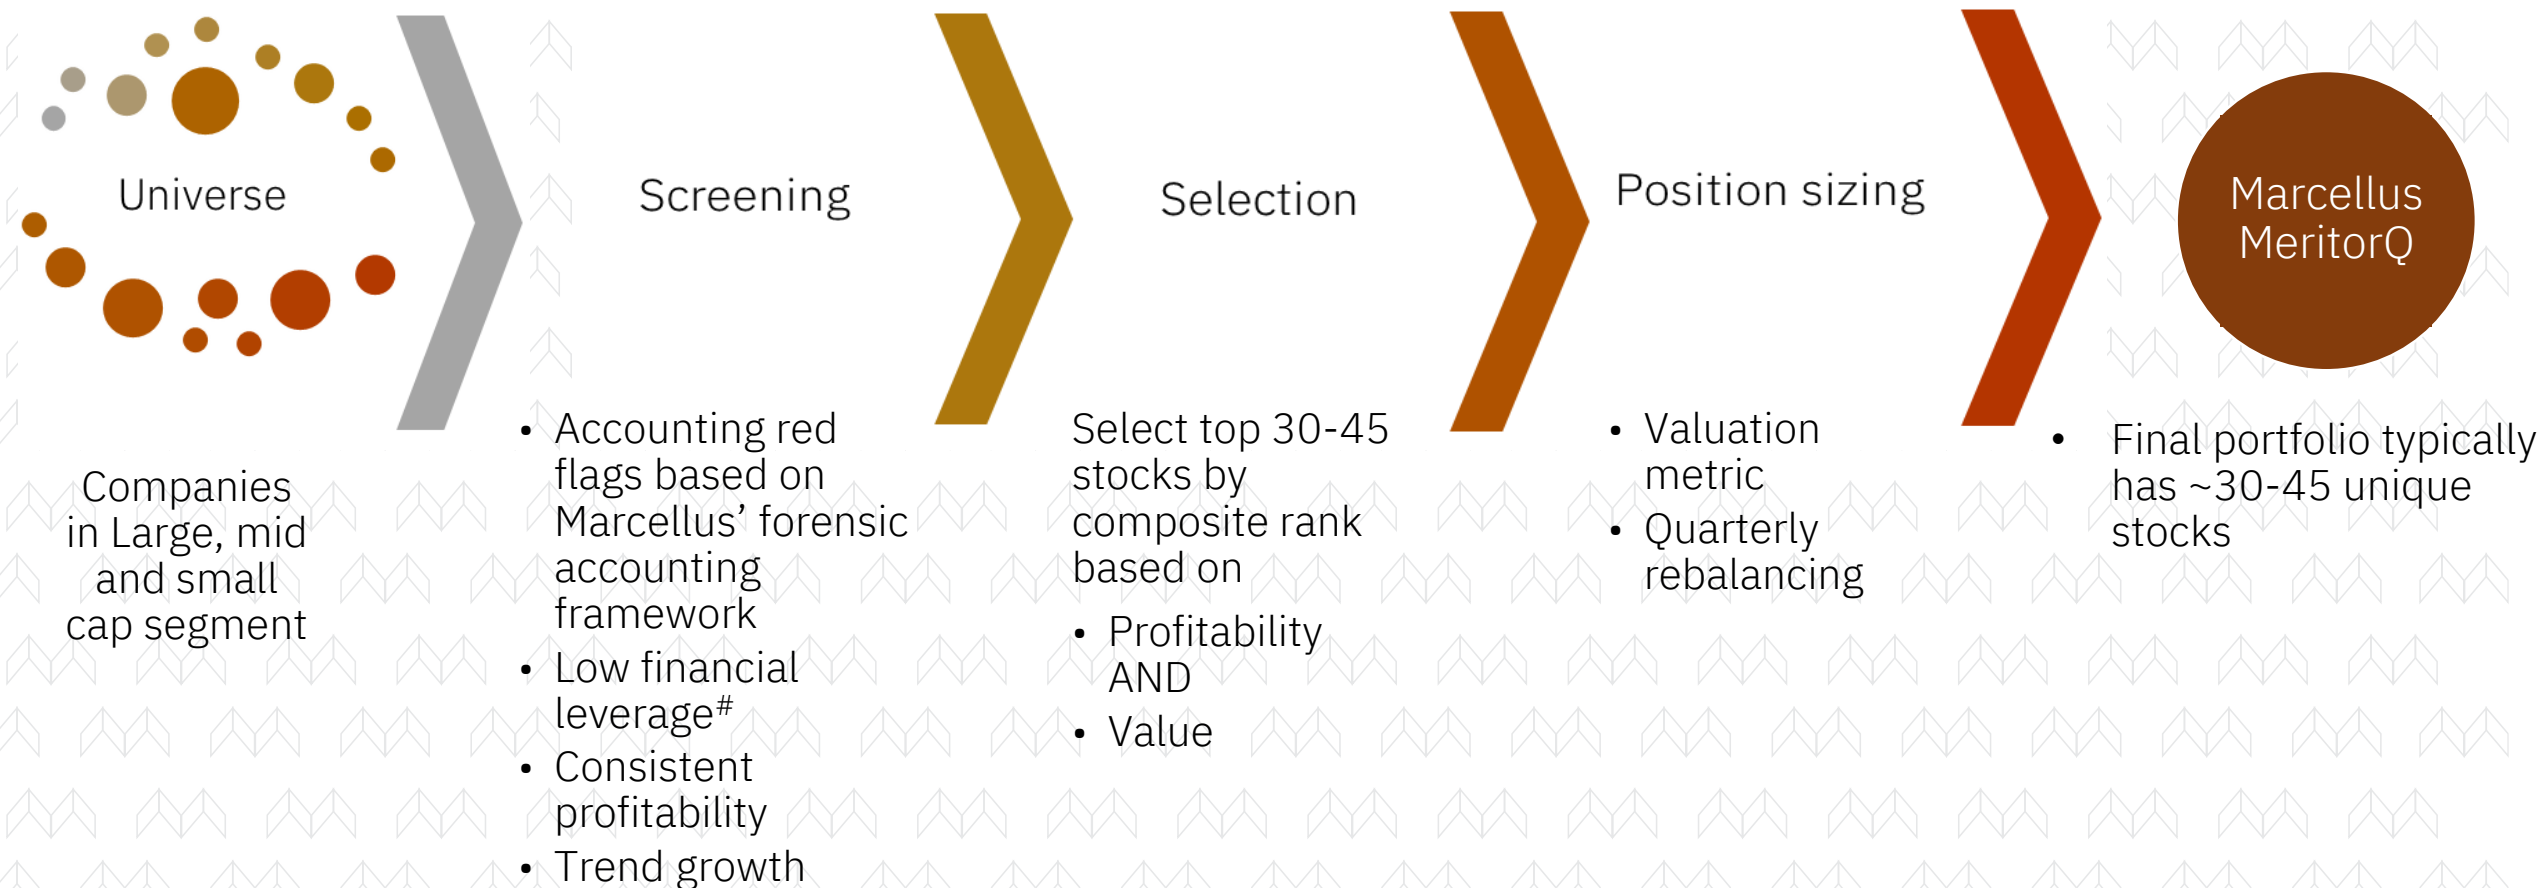 Universe
Companies
in Large, mid
and small
cap segment
Screening
• Accounting red
flags based on
Marcellus’ forensic
accounting
framework
• Low financial
leverage#
• Consistent
profitability
• Trend growth
Selection
Select top 30-45
stocks by
composite rank
based on
• Profitability
AND
• Value
Position sizing
• Valuation
metric
• Quarterly
rebalancing
Marcellus
MeritorQ
• Final portfolio typically
has ~30-45 unique
stocks